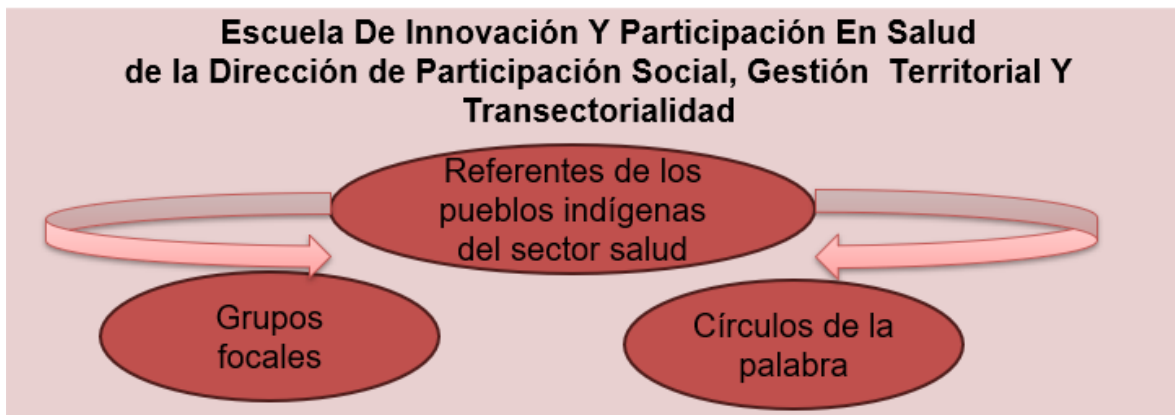 Escuela De Innovación Y Participación En Salud
de la Dirección de Participación Social, Gestión Territorial Y
Transectorialidad
Referentes de los
pueblos indígenas
del sector salud
Grupos
focales
Círculos de la
palabra